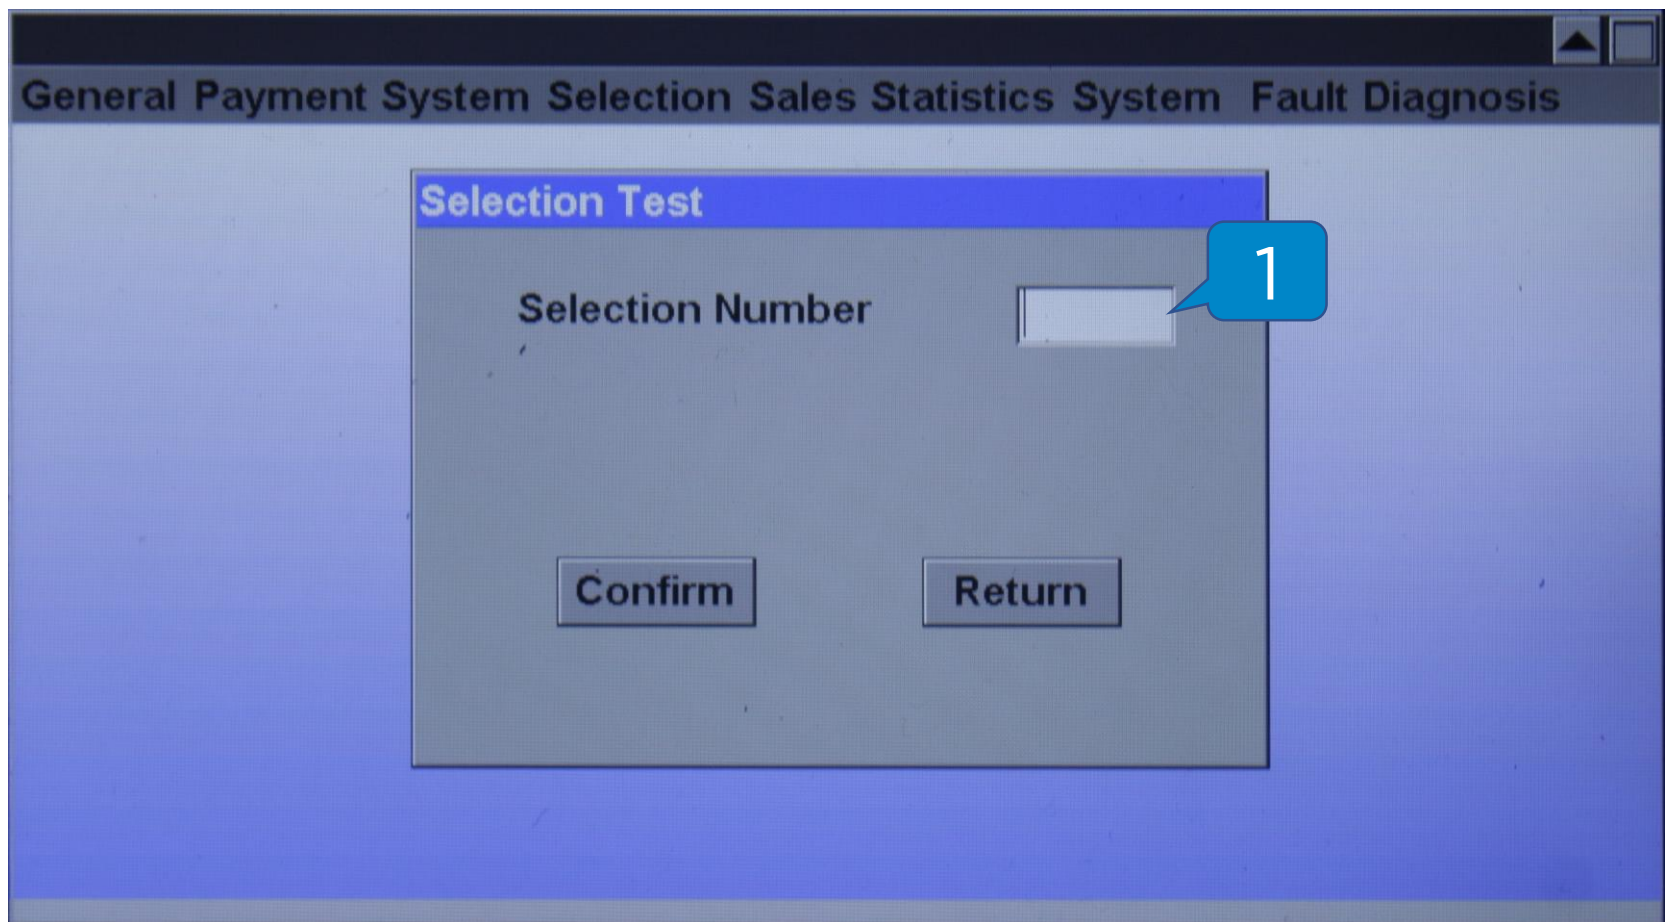 General Payment System Selection Sales Statistics System Fault Diagnosis
Selection Test
Selection Number
1
Confirm
Return